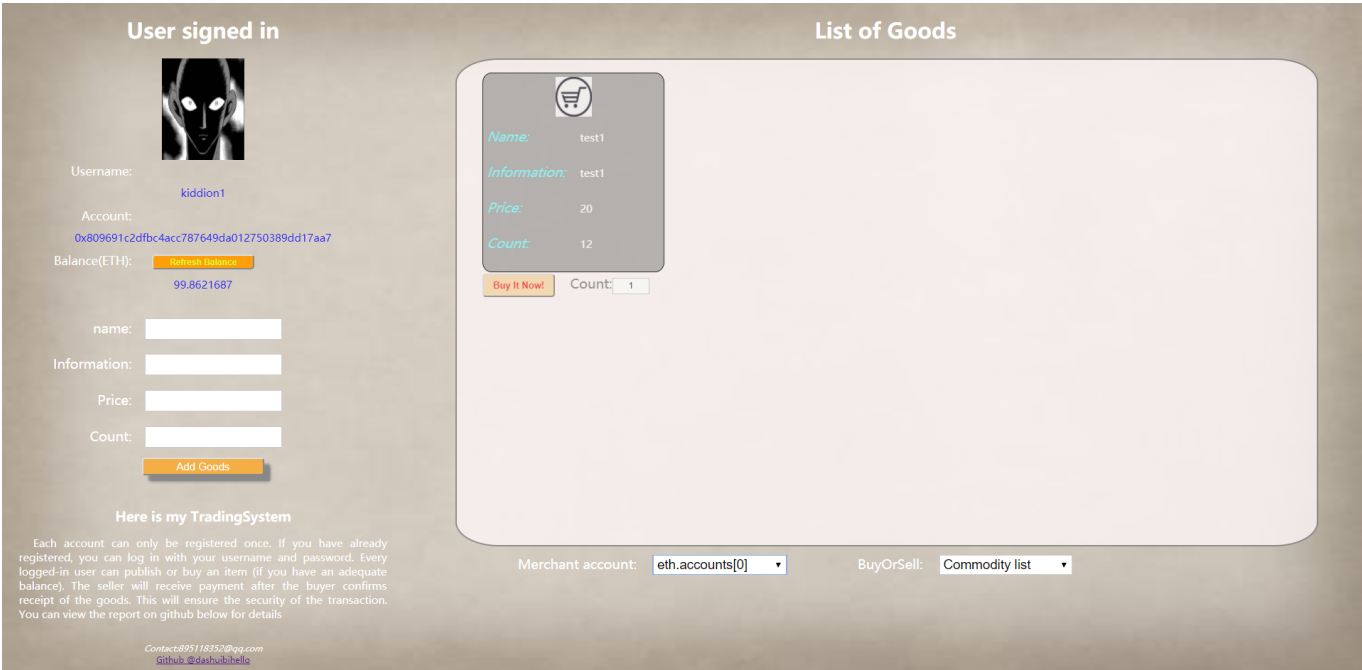 User signed in
Username:
kiddion1
Account:
0x809691c2dfbc4acc787649da012750389dd17aa7
Balance(ETH): Refresh Balance
99.8621687
name:
Information:
Price:
Count:
Add Goods
Here is my TradingSystem
Each account can only be registered once. If you have already
registered, you can log in with your username and password. Every
logged-in user can publish or buy an item (if you have an adequate
balance). The seller will receive payment after the buyer confirms
receipt of the goods. This will ensure the security of the transaction.
You can view the report on github below for details
Contact:895118352@qq.com
Github @dashuibihello
List of Goods
Name: test1
Information: test1
Price: 20
Count: 12
Buy It Now! Count: 1
Merchant account: eth.accounts[0] BuyOrSell: Commodity list